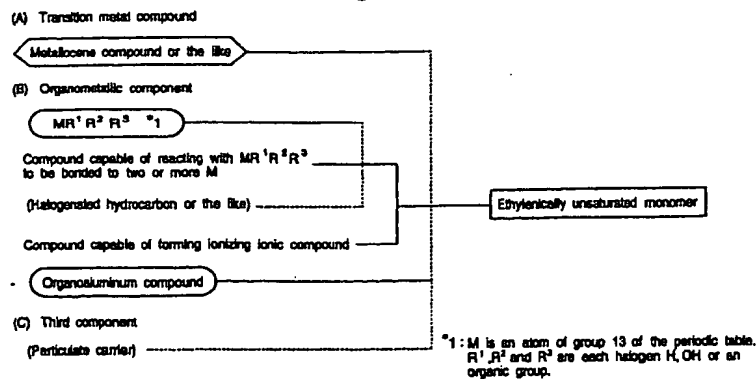 (A) Transition metal compound
Metallocene compound or the like
(B) Organometallic component
MR¹ R² R³ *1
Compound capable of reacting with MR¹R²R³
to be bonded to two or more M
(Halogenated hydrocarbon or the like)
Ethylenically unsaturated monomer
Compound capable of forming ionizing ionic compound
Organoaluminum compound
(C) Third component
(Particulate carrier)
*1 : M is an atom of group 13 of the periodic table.
R¹, R² and R³ are each halogen H, OH or an
organic group.